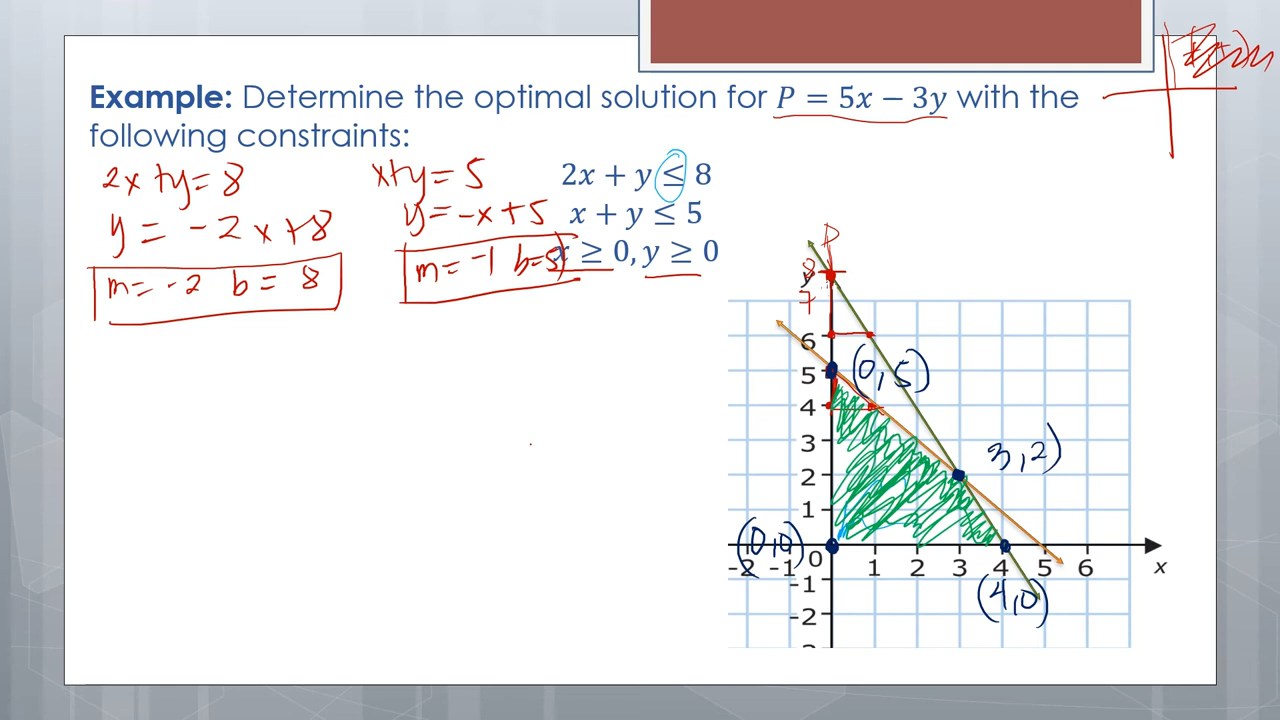 Example: Determine the optimal solution for P = 5x − 3y with the
following constraints:
2x + y = 8
x+y = 5
2x + y ≤ 8
y = -2x+8
y = -x+5
x + y ≤ 5
m = -2 b = 8
m = -1 b=5
x ≥ 0, y ≥ 0
P
8
y
7
6
5
(0,5)
4
3
3,2)
2
1
(0,0)
-2 -1 0 1 2 3 4 5 6 x
-1
(4,0)
-2